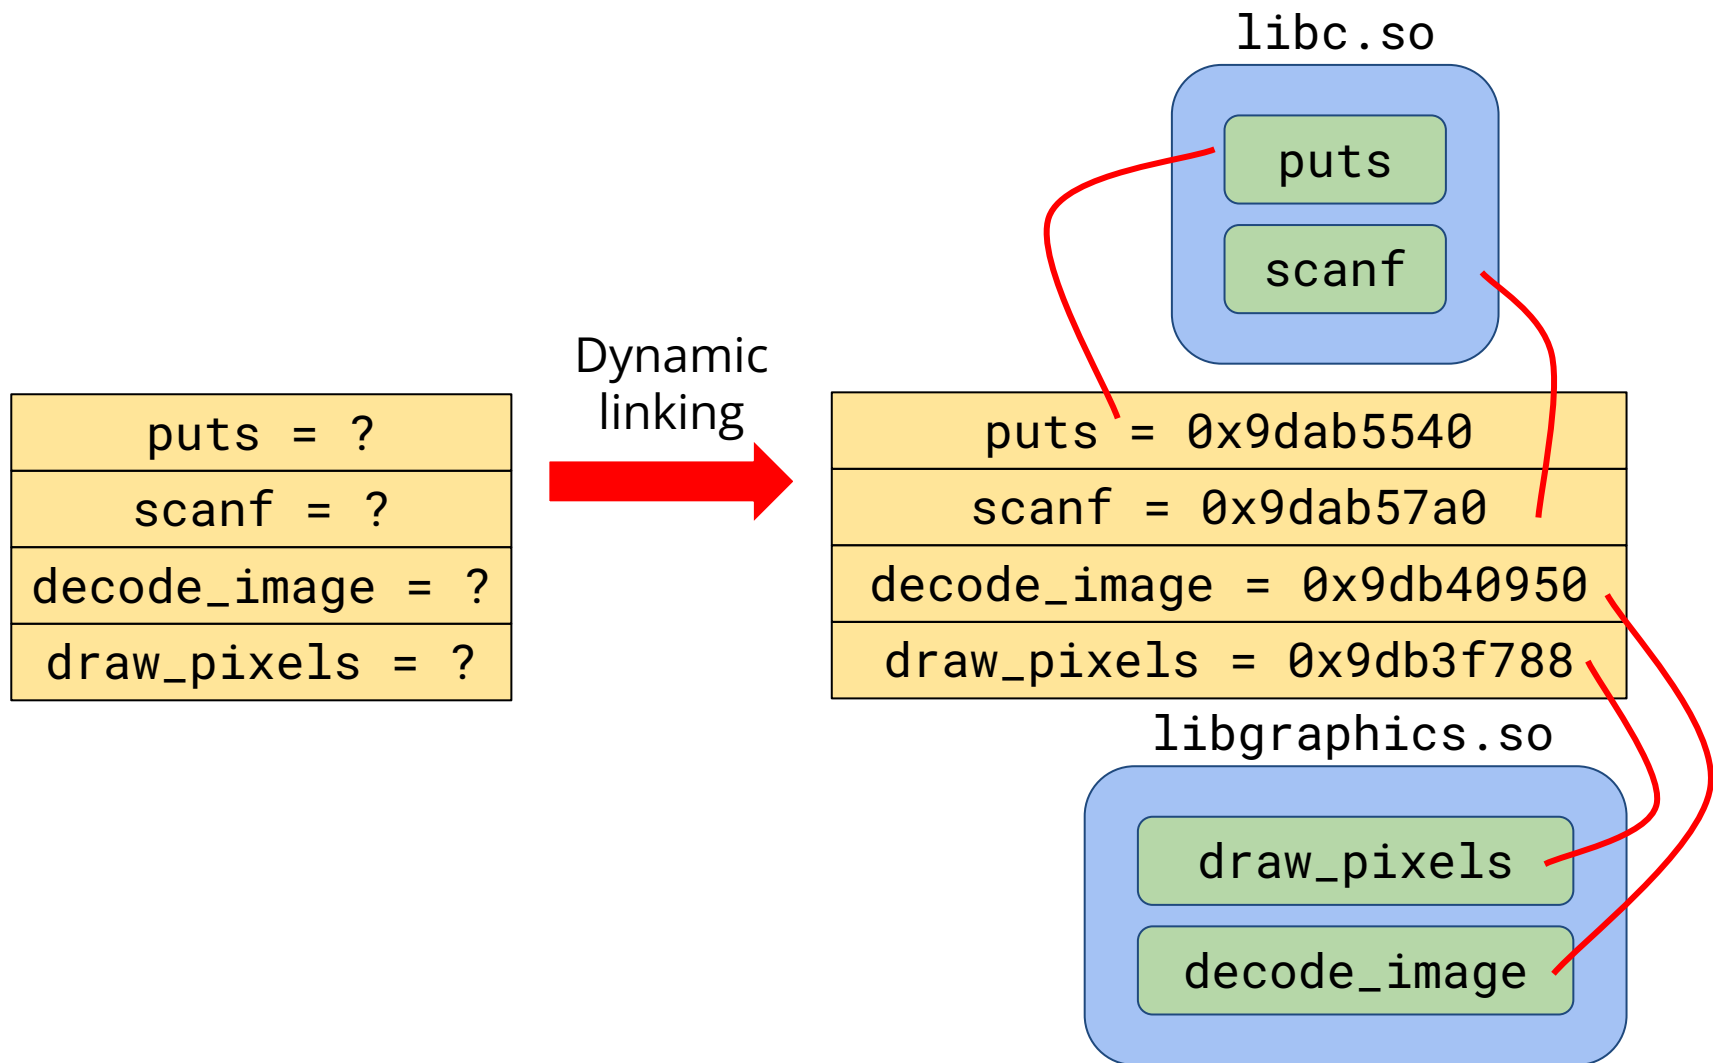 libc.so
puts
scanf
Dynamic
linking
puts = ?
scanf = ?
decode_image = ?
draw_pixels = ?
puts = 0x9dab5540
scanf = 0x9dab57a0
decode_image = 0x9db40950
draw_pixels = 0x9db3f788
libgraphics.so
draw_pixels
decode_image